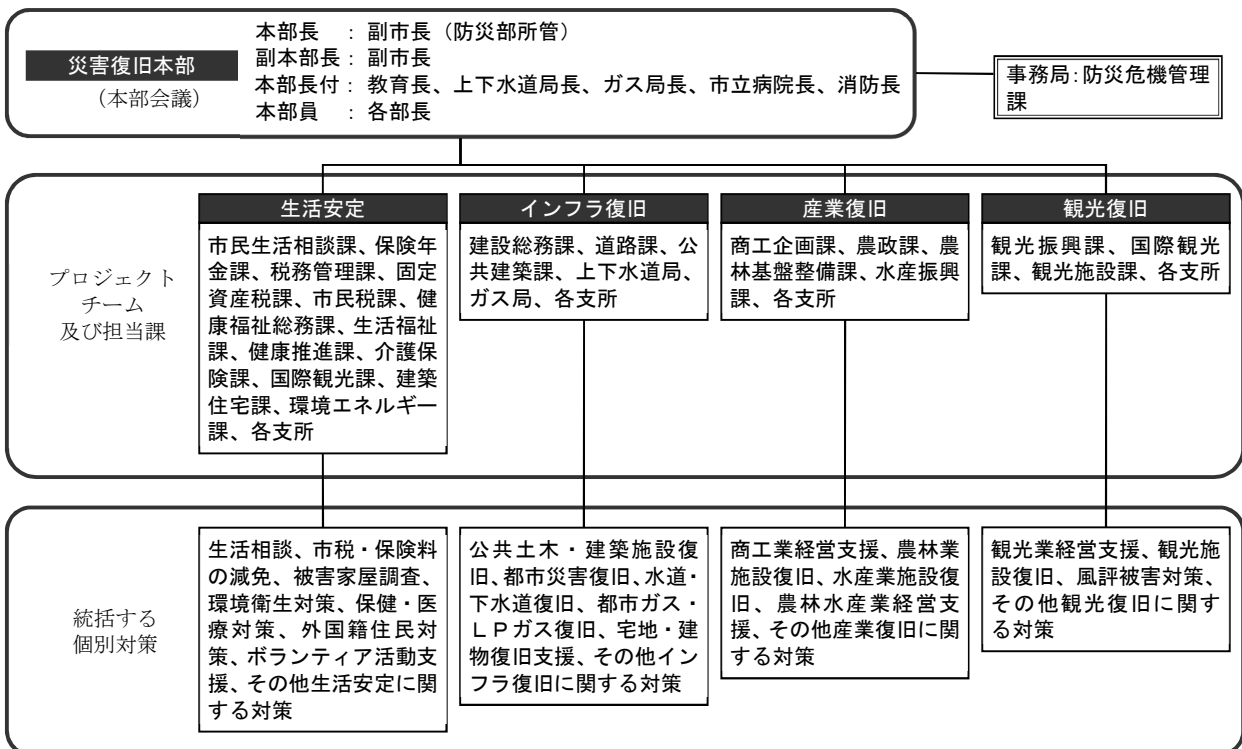 災害復旧本部
(本部会議)
本部長　：副市長(防災部所管)
副本部長：副市長
本部長付：教育長、上下水道局長、ガス局長、市立病院長、消防長
本部員　：各部長
事務局：防災危機管理
課
プロジェクト
チーム
及び担当課
生活安定
市民生活相談課、保険年
金課、税務管理課、固定
資産税課、市民税課、健
康福祉総務課、生活福祉
課、健康推進課、介護保
険課、国際観光課、建築
住宅課、環境エネルギー
課、各支所
インフラ復旧
建設総務課、道路課、公
共建築課、上下水道局、
ガス局、各支所
産業復旧
商工企画課、農政課、農
林基盤整備課、水産振興
課、各支所
観光復旧
観光振興課、国際観光
課、観光施設課、各支所
統括する
個別対策
生活相談、市税・保険料
の減免、被害家屋調査、
環境衛生対策、保健・医
療対策、外国籍住民対
策、ボランティア活動支
援、その他生活安定に関
する対策
公共土木・建築施設復
旧、都市災害復旧、水道・
下水道復旧、都市ガス・
ＬＰガス復旧、宅地・建
物復旧支援、その他イン
フラ復旧に関する対策
商工業経営支援、農林業
施設復旧、水産業施設復
旧、農林水産業経営支
援、その他産業復旧に関
する対策
観光業経営支援、観光施
設復旧、風評被害対策、
その他観光復旧に関す
る対策